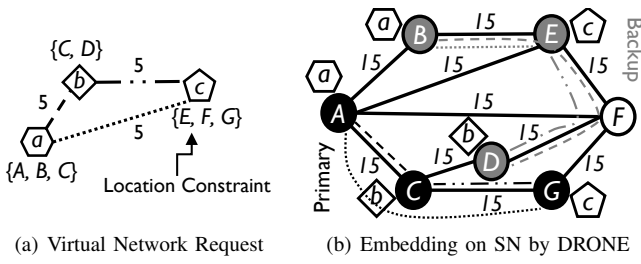 {C, D}
b
5
5
a
c
5
{A, B, C}
{E, F, G}
Location Constraint
(a) Virtual Network Request
a
B
15
E
c
Backup
15
15
15
a
A
15
F
b
15
D
15
15
Primary
b
C
15
G
c
15
(b) Embedding on SN by DRONE